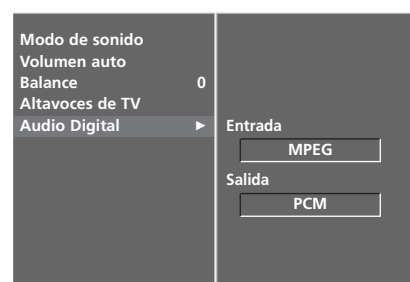 Modo de sonido
Volumen auto
Balance 0
Altavoces de TV
Audio Digital ►
Entrada
MPEG
Salida
PCM